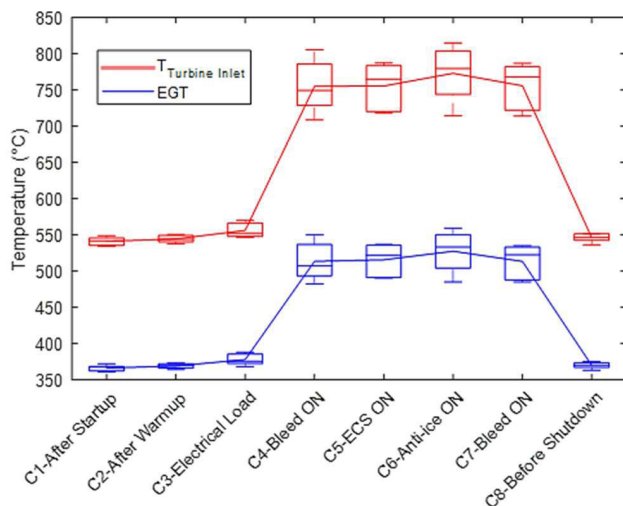 850
800
750
700
650
600
550
500
450
400
350
Temperature (°C)
T Turbine Inlet
EGT
C1-After Startup
C2-After Warmup
C3-Electrical Load
C4-Bleed ON
C5-ECS ON
C6-Anti-ice ON
C7-Bleed ON
C8-Before Shutdown